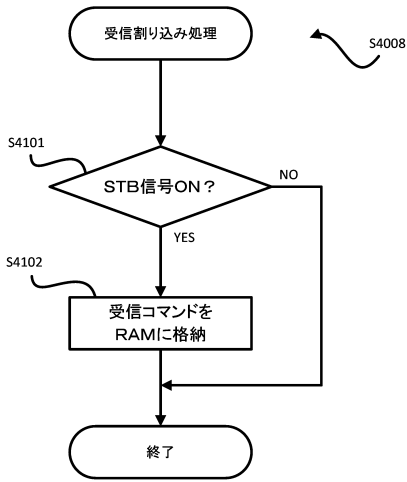 受信割り込み処理
S4008
S4101
STB信号ON？
NO
YES
S4102
受信コマンドを
RAMに格納
終了